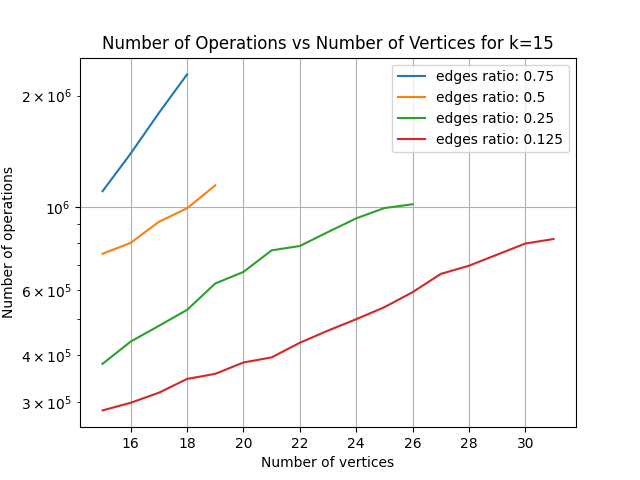 Number of Operations vs Number of Vertices for k=15
edges ratio: 0.75
edges ratio: 0.5
edges ratio: 0.25
edges ratio: 0.125
Number of operations
2 × 10⁶
10⁶
6 × 10⁵
4 × 10⁵
3 × 10⁵
16 18 20 22 24 26 28 30
Number of vertices